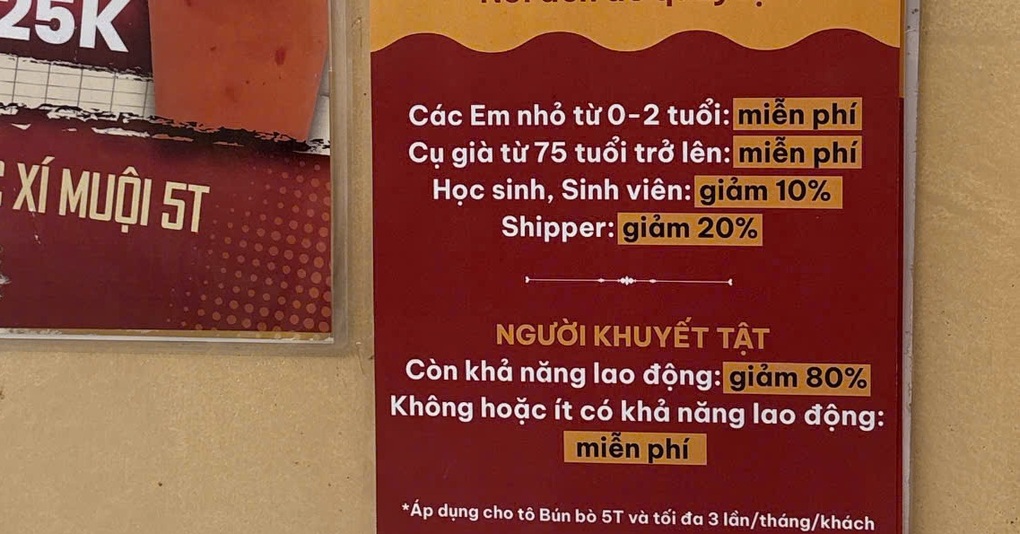 25K
XÍ MUỘI 5T
Các Em nhỏ từ 0-2 tuổi: miễn phí
Cụ già từ 75 tuổi trở lên: miễn phí
Học sinh, Sinh viên: giảm 10%
Shipper: giảm 20%
NGƯỜI KHUYẾT TẬT
Còn khả năng lao động: giảm 80%
Không hoặc ít có khả năng lao động:
miễn phí
*Áp dụng cho tô Bún bò 5T và tối đa 3 lần/tháng/khách